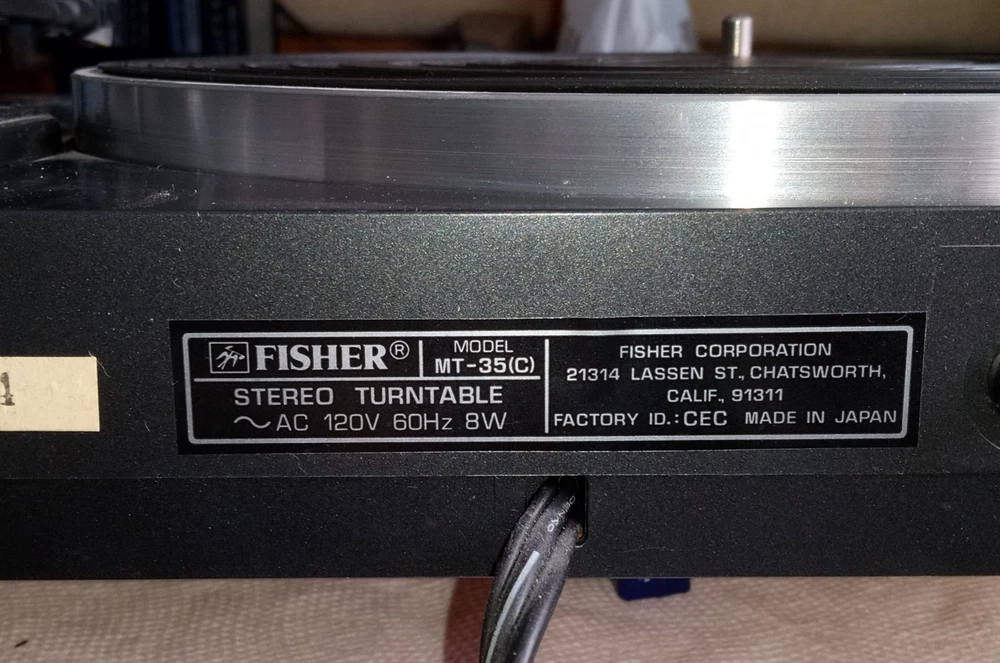 FISHER®
MODEL
MT-35(C)
STEREO TURNTABLE
~AC 120V 60Hz 8W
FISHER CORPORATION
21314 LASSEN ST., CHATSWORTH,
CALIF., 91311
FACTORY ID.:CEC MADE IN JAPAN